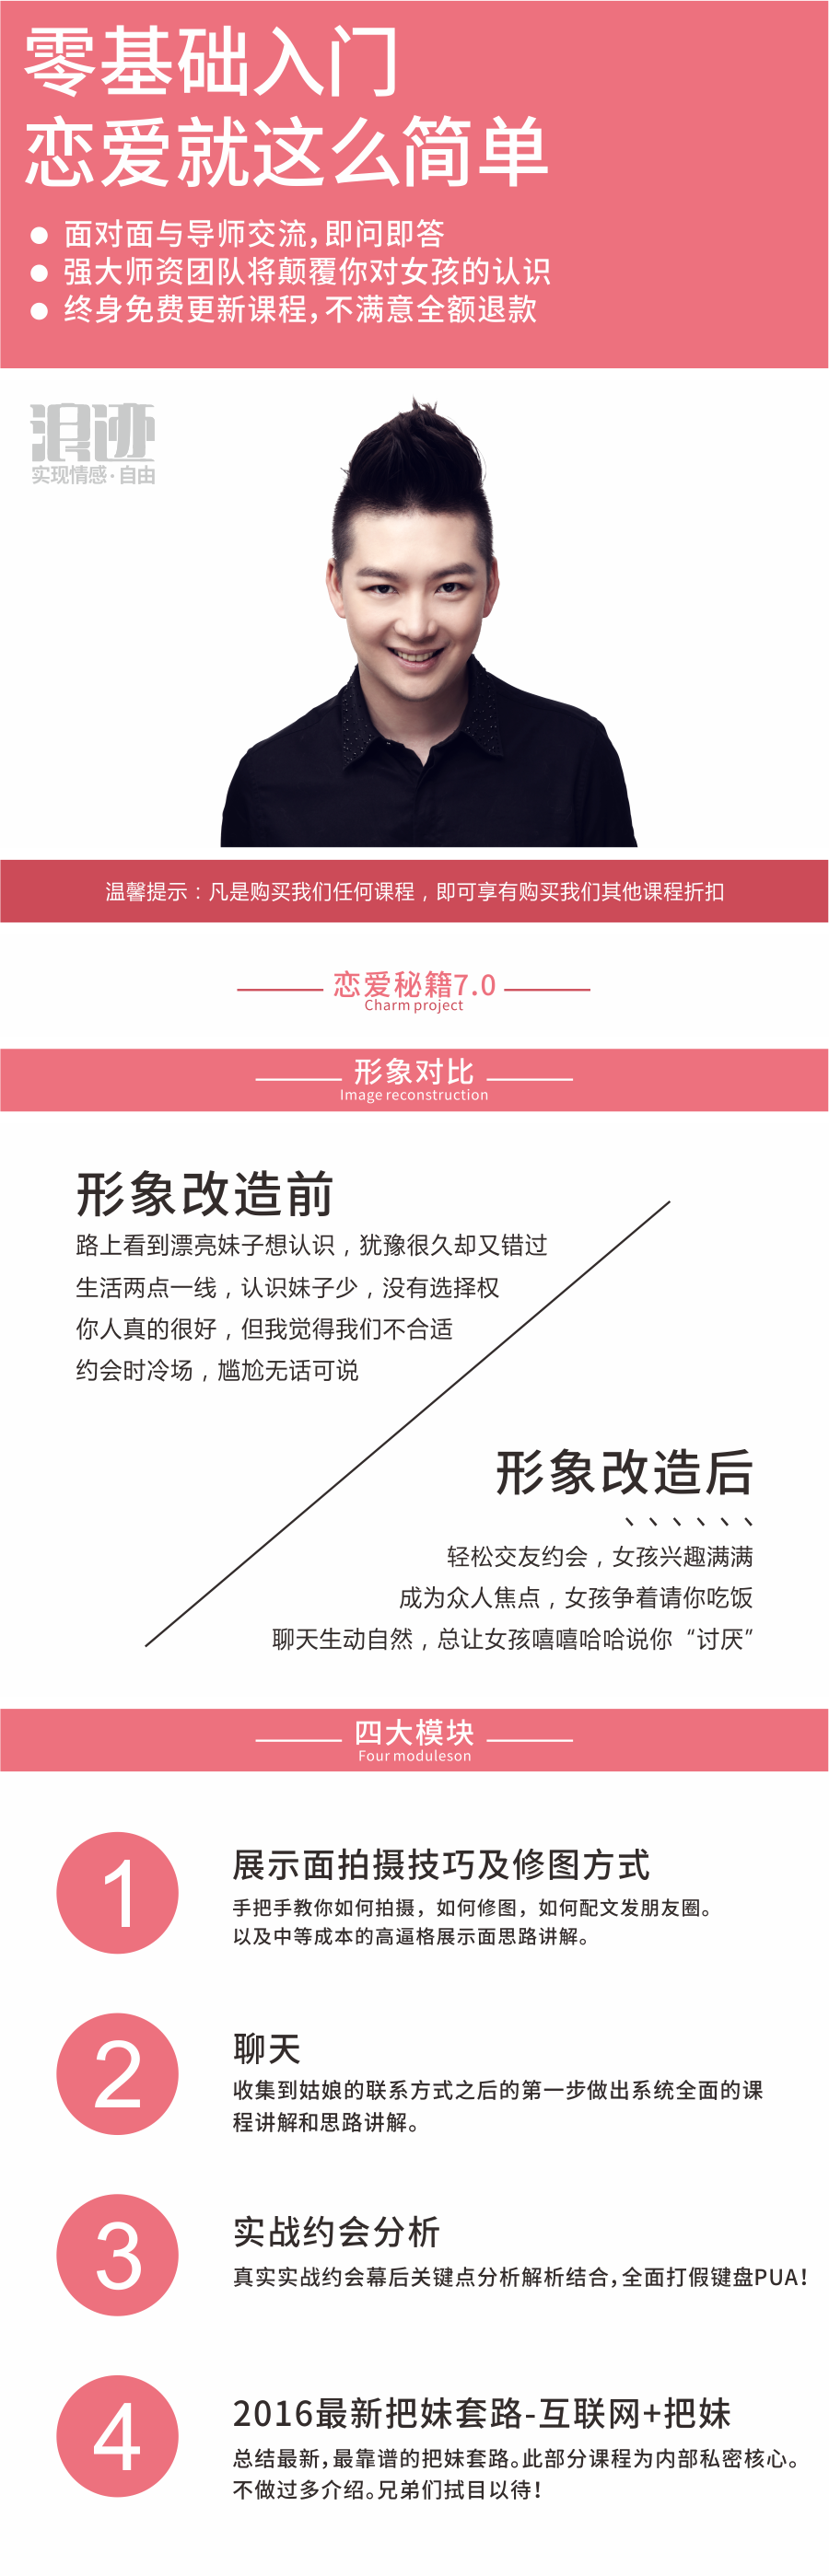 零基础入门
恋爱就这么简单
● 面对面与导师交流，即问即答
● 强大师资团队将颠覆你对女孩的认识
● 终身免费更新课程，不满意全额退款
浪迹
实现情感·自由
温馨提示：凡是购买我们任何课程，即可享有购买我们其他课程折扣
恋爱秘籍7.0
Charm project
形象对比
Image reconstruction
形象改造前
路上看到漂亮妹子想认识，犹豫很久却又错过
生活两点一线，认识妹子少，没有选择权
你人真的很好，但我觉得我们不合适
约会时冷场，尴尬无话可说
形象改造后
、、、、、、
轻松交友约会，女孩兴趣满满
成为众人焦点，女孩争着请你吃饭
聊天生动自然，总让女孩嘻嘻哈哈说你“讨厌”
四大模块
Four moduleson
1
展示面拍摄技巧及修图方式
手把手教你如何拍摄，如何修图，如何配文发朋友圈。
以及中等成本的高逼格展示面思路讲解。
2
聊天
收集到姑娘的联系方式之后的第一步做出系统全面的课
程讲解和思路讲解。
3
实战约会分析
真实实战约会幕后关键点分析解析结合，全面打假键盘PUA！
4
2016最新把妹套路-互联网+把妹
总结最新，最靠谱的把妹套路。此部分课程为内部私密核心。
不做过多介绍。兄弟们拭目以待！